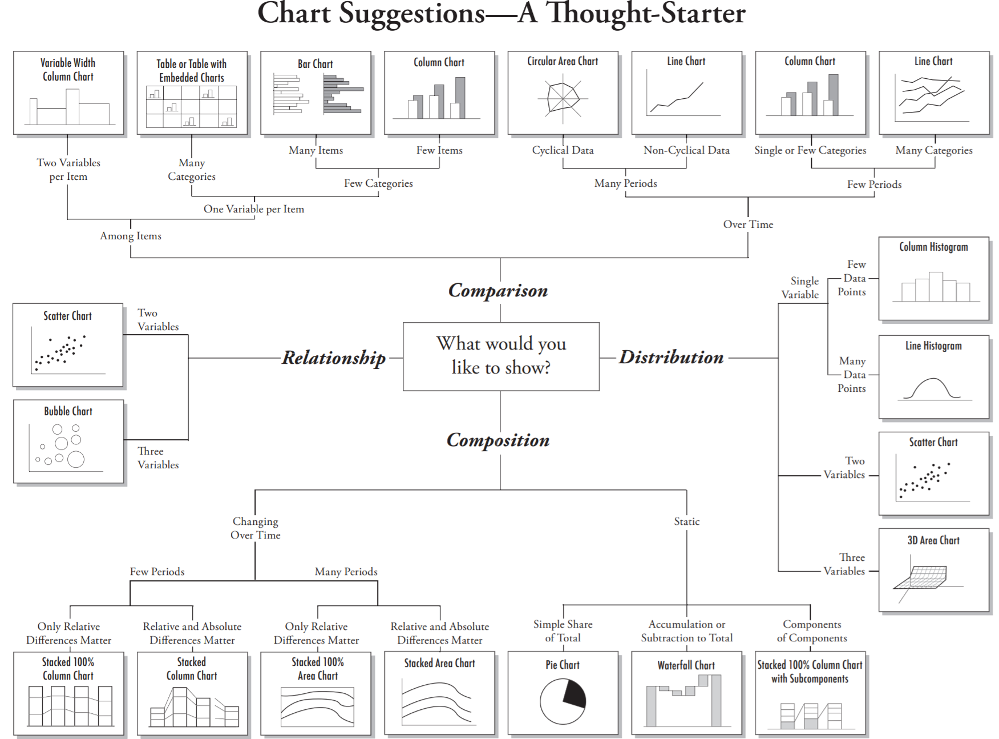 Chart Suggestions—A Thought-Starter
Variable Width
Column Chart
Table or Table with
Embedded Charts
Bar Chart
Column Chart
Circular Area Chart
Line Chart
Column Chart
Line Chart
Two Variables
per Item
Many
Categories
Many Items
Few Items
Cyclical Data
Non-Cyclical Data
Single or Few Categories
Many Categories
Few Categories
Many Periods
Few Periods
One Variable per Item
Among Items
Over Time
Comparison
What would you
like to show?
Relationship
Two
Variables
Scatter Chart
Three
Variables
Bubble Chart
Distribution
Single
Variable
Few
Data
Points
Column Histogram
Many
Data
Points
Line Histogram
Two
Variables
Scatter Chart
Three
Variables
3D Area Chart
Composition
Changing
Over Time
Static
Few Periods
Many Periods
Only Relative
Differences Matter
Relative and Absolute
Differences Matter
Only Relative
Differences Matter
Relative and Absolute
Differences Matter
Simple Share
of Total
Accumulation or
Subtraction to Total
Components
of Components
Stacked 100%
Column Chart
Stacked
Column Chart
Stacked 100%
Area Chart
Stacked Area Chart
Pie Chart
Waterfall Chart
Stacked 100% Column Chart
with Subcomponents